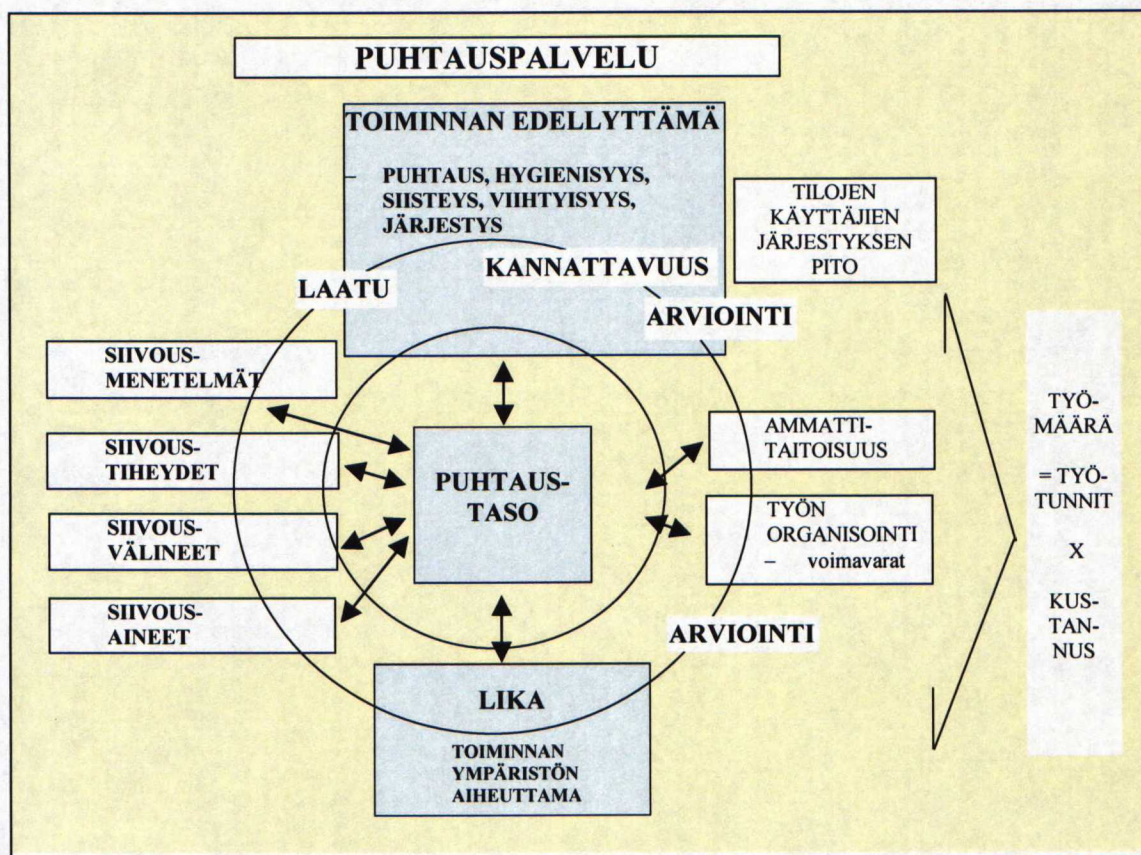 PUHTAUSPALVELU
TOIMINNAN EDELLYTTÄMÄ
– PUHTAUS, HYGIENISYYS,
SIISTEYS, VIIHTYISYYS,
JÄRJESTYS
TILOJEN
KÄYTTÄJIEN
JÄRJESTYKSEN
PITO
LAATU
KANNATTAVUUS
ARVIOINTI
SIIVOUS-
MENETELMÄT
SIIVOUS-
TIHEYDET
SIIVOUS-
VÄLINEET
SIIVOUS-
AINEET
PUHTAUS-
TASO
AMMATTI-
TAITOISUUS
TYÖN
ORGANISOINTI
– voimavarat
ARVIOINTI
LIKA
TOIMINNAN
YMPÄRISTÖN
AIHEUTTAMA
TYÖ-
MÄÄRÄ
= TYÖ-
TUNNIT
X
KUS-
TAN-
NUS